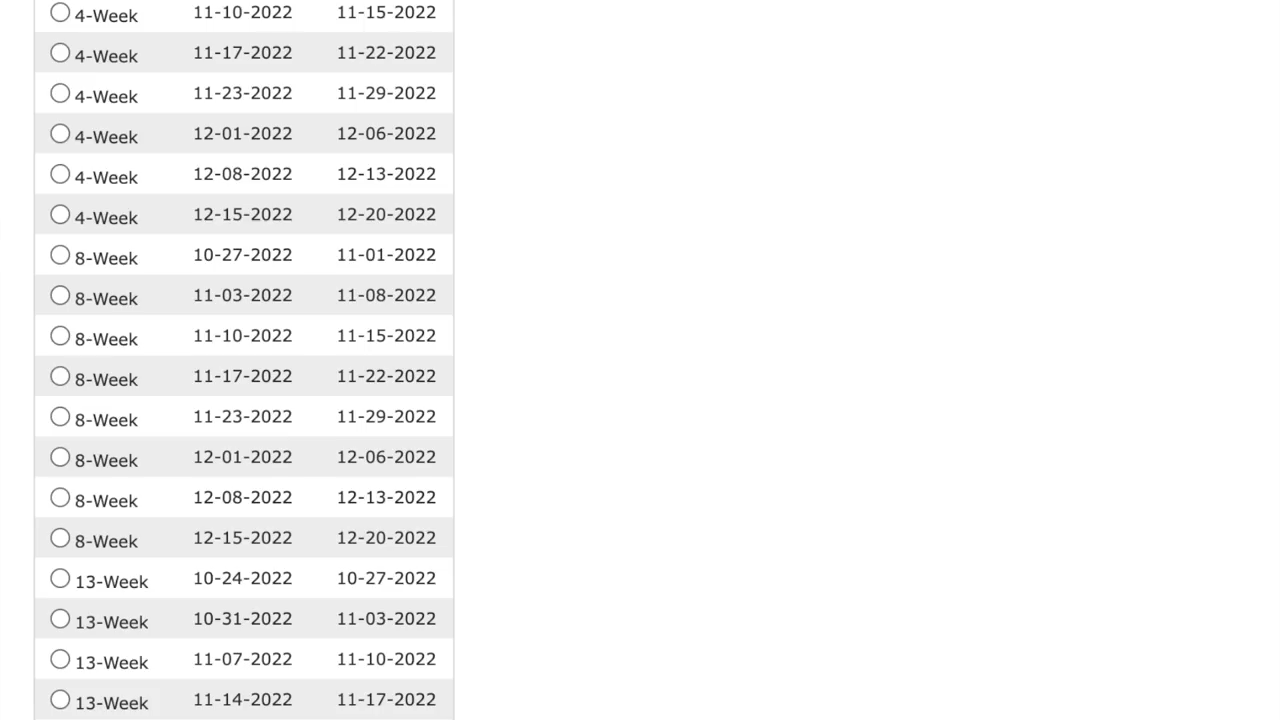 4-Week 11-10-2022 11-15-2022
4-Week 11-17-2022 11-22-2022
4-Week 11-23-2022 11-29-2022
4-Week 12-01-2022 12-06-2022
4-Week 12-08-2022 12-13-2022
4-Week 12-15-2022 12-20-2022
8-Week 10-27-2022 11-01-2022
8-Week 11-03-2022 11-08-2022
8-Week 11-10-2022 11-15-2022
8-Week 11-17-2022 11-22-2022
8-Week 11-23-2022 11-29-2022
8-Week 12-01-2022 12-06-2022
8-Week 12-08-2022 12-13-2022
8-Week 12-15-2022 12-20-2022
13-Week 10-24-2022 10-27-2022
13-Week 10-31-2022 11-03-2022
13-Week 11-07-2022 11-10-2022
13-Week 11-14-2022 11-17-2022